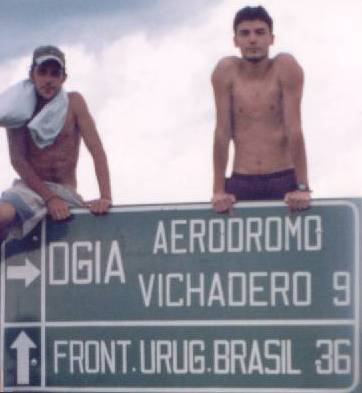 OGIA AERODROMO
VICHADERO 9
FRONT.URUG.BRASIL 36